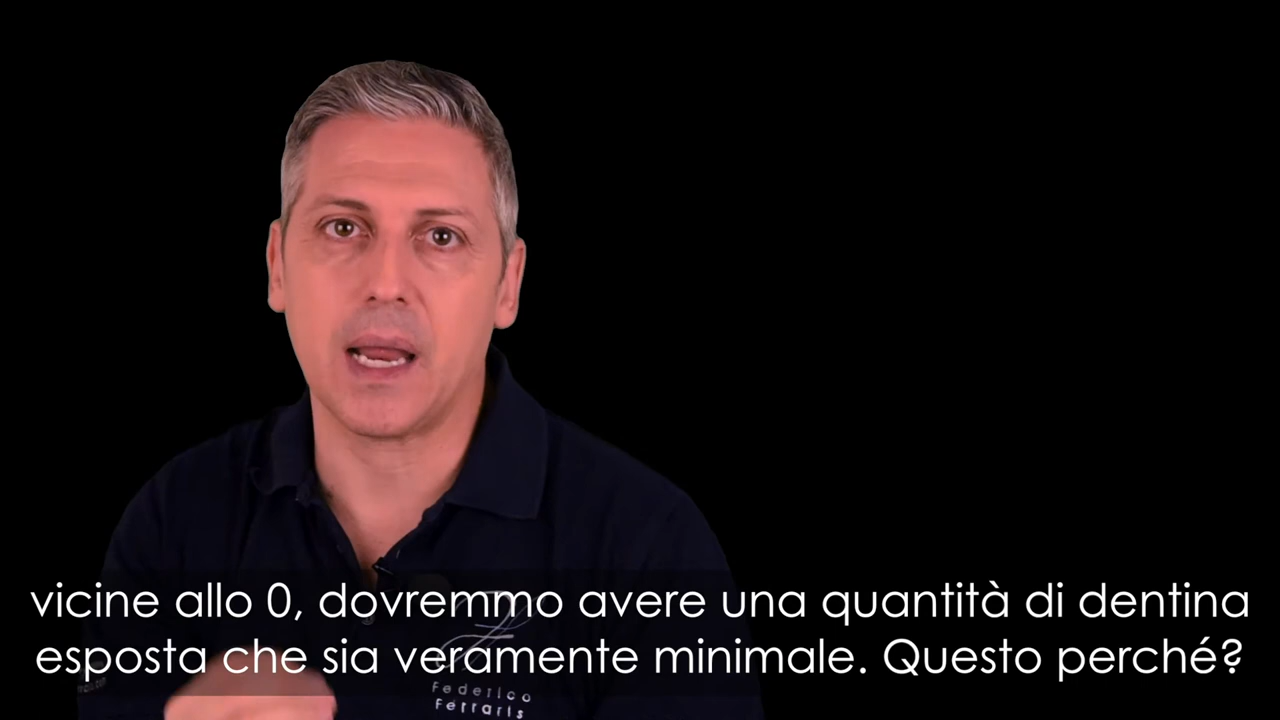 vicine allo 0, dovremmo avere una quantità di dentina
esposta che sia veramente minimale. Questo perché?
Federico
Ferraris